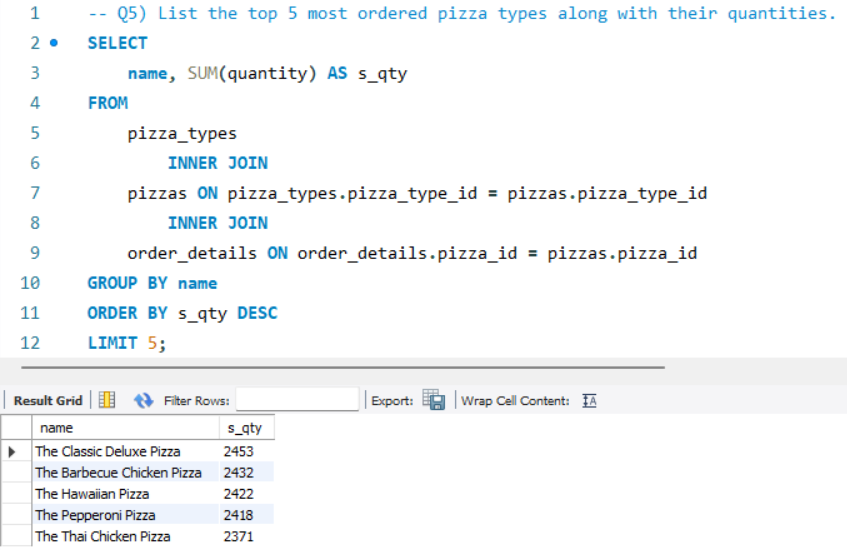 1 -- Q5) List the top 5 most ordered pizza types along with their quantities.
2 SELECT
3 name, SUM(quantity) AS s_qty
4 FROM
5 pizza_types
6 INNER JOIN
7 pizzas ON pizza_types.pizza_type_id = pizzas.pizza_type_id
8 INNER JOIN
9 order_details ON order_details.pizza_id = pizzas.pizza_id
10 GROUP BY name
11 ORDER BY s_qty DESC
12 LIMIT 5;
Result Grid Filter Rows: Export: Wrap Cell Content: IA
name s_qty
The Classic Deluxe Pizza 2453
The Barbecue Chicken Pizza 2432
The Hawaiian Pizza 2422
The Pepperoni Pizza 2418
The Thai Chicken Pizza 2371